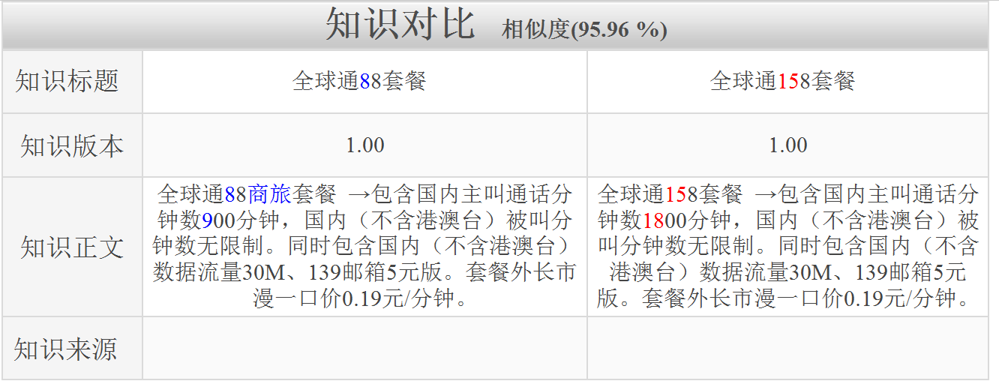 知识对比 相似度(95.96 %)
知识标题
全球通88套餐
全球通158套餐
知识版本
1.00
1.00
知识正文
全球通88商旅套餐 →包含国内主叫通话分
钟数900分钟，国内（不含港澳台）被叫分
钟数无限制。同时包含国内（不含港澳台）
数据流量30M、139邮箱5元版。套餐外长市
漫一口价0.19元/分钟。
全球通158套餐 →包含国内主叫通话分
钟数1800分钟，国内（不含港澳台）被
叫分钟数无限制。同时包含国内（不含
港澳台）数据流量30M、139邮箱5元
版。套餐外长市漫一口价0.19元/分钟。
知识来源